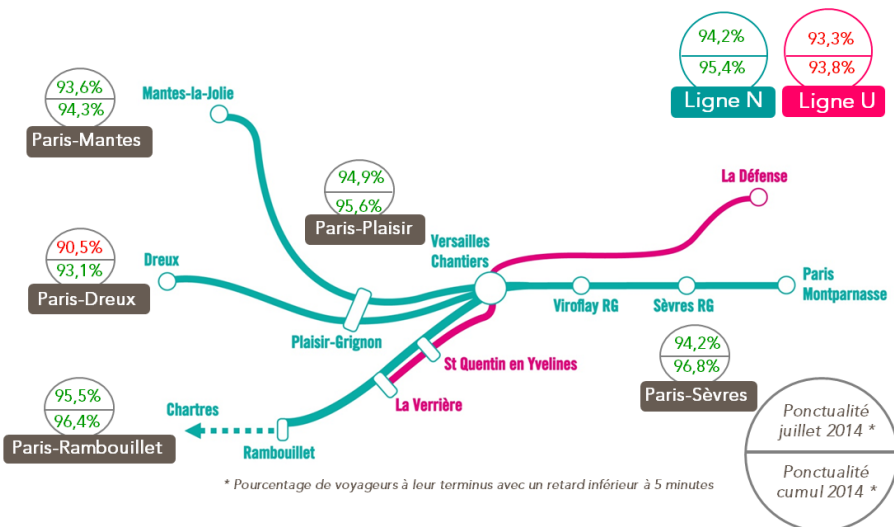 94,2%
95,4%
Ligne N
93,3%
93,8%
Ligne U
93,6%
94,3%
Paris-Mantes
Mantes-la-Jolie
94,9%
95,6%
Paris-Plaisir
La Défense
90,5%
93,1%
Paris-Dreux
Dreux
Versailles
Chantiers
Paris
Montparnasse
Viroflay RG
Sèvres RG
Plaisir-Grignon
St Quentin en Yvelines
94,2%
96,8%
Paris-Sèvres
La Verrière
95,5%
96,4%
Paris-Rambouillet
Chartres
Rambouillet
Ponctualité
juillet 2014 *
Ponctualité
cumul 2014 *
* Pourcentage de voyageurs à leur terminus avec un retard inférieur à 5 minutes